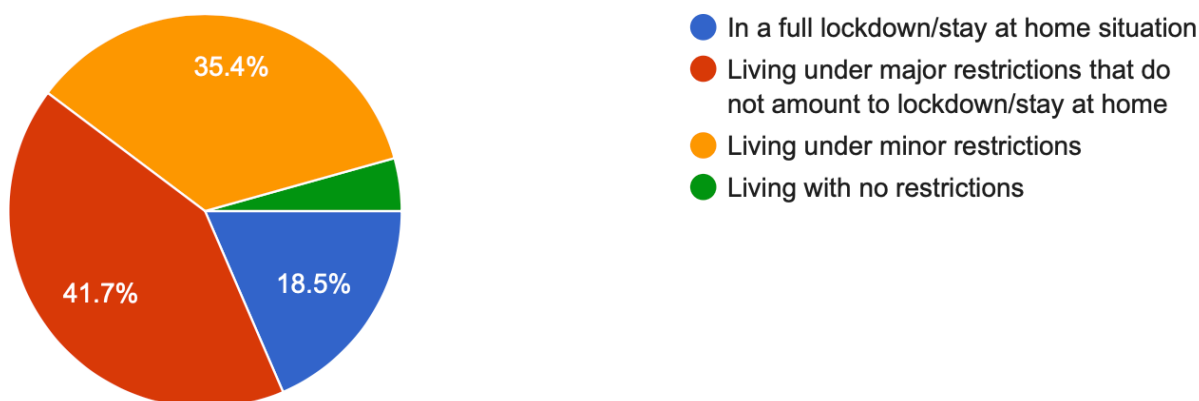 35.4%
41.7%
18.5%
In a full lockdown/stay at home situation
Living under major restrictions that do
not amount to lockdown/stay at home
Living under minor restrictions
Living with no restrictions